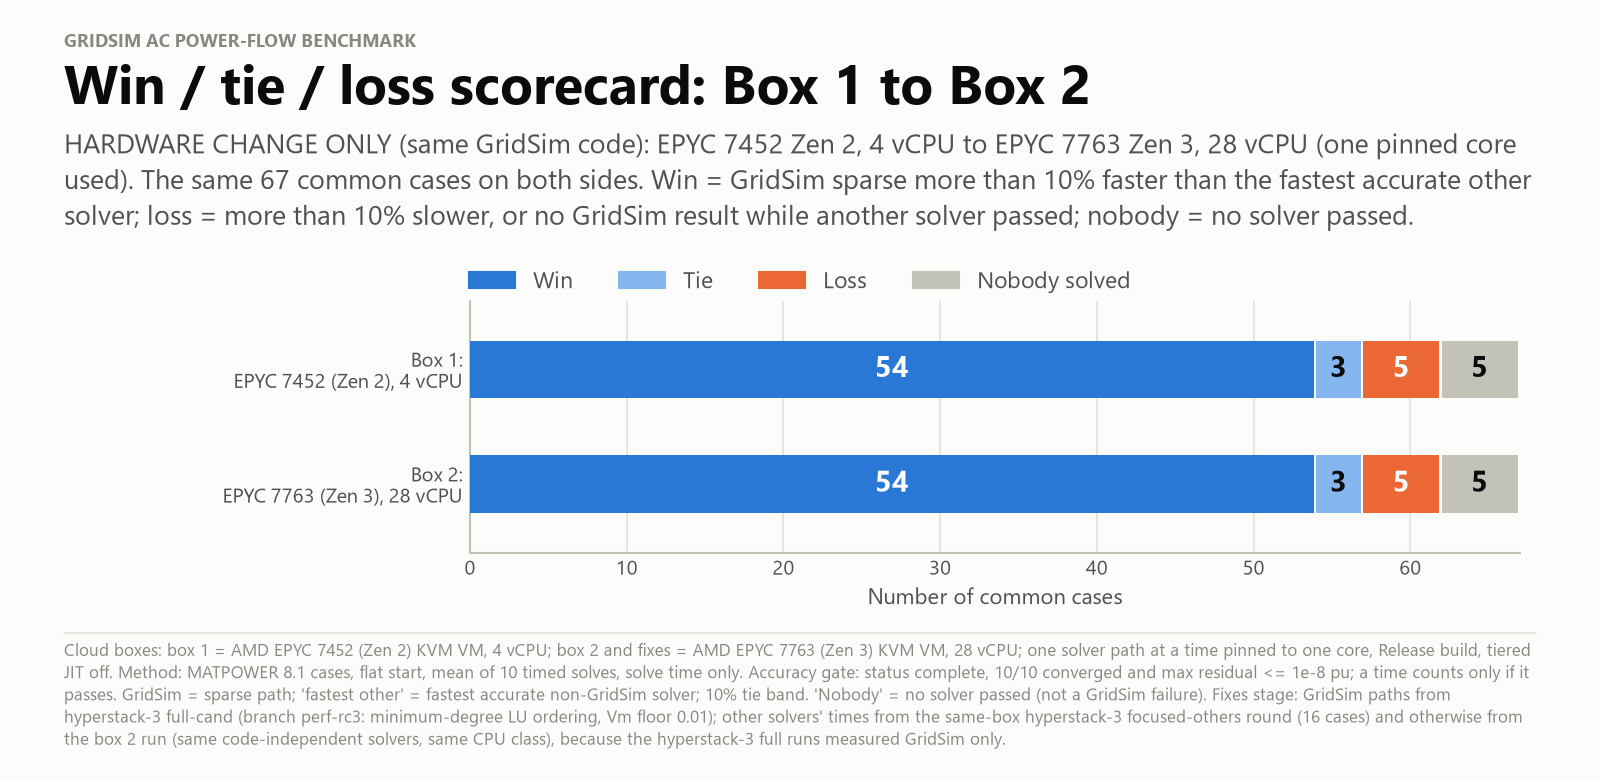 GRIDSIM AC POWER-FLOW BENCHMARK
Win / tie / loss scorecard: Box 1 to Box 2
HARDWARE CHANGE ONLY (same GridSim code): EPYC 7452 Zen 2, 4 vCPU to EPYC 7763 Zen 3, 28 vCPU (one pinned core
used). The same 67 common cases on both sides. Win = GridSim sparse more than 10% faster than the fastest accurate other
solver; loss = more than 10% slower, or no GridSim result while another solver passed; nobody = no solver passed.
Win Tie Loss Nobody solved
Box 1:
EPYC 7452 (Zen 2), 4 vCPU
54 3 5 5
Box 2:
EPYC 7763 (Zen 3), 28 vCPU
54 3 5 5
0 10 20 30 40 50 60
Number of common cases
Cloud boxes: box 1 = AMD EPYC 7452 (Zen 2) KVM VM, 4 vCPU; box 2 and fixes = AMD EPYC 7763 (Zen 3) KVM VM, 28 vCPU; one solver path at a time pinned to one core, Release build, tiered
JIT off. Method: MATPOWER 8.1 cases, flat start, mean of 10 timed solves, solve time only. Accuracy gate: status complete, 10/10 converged and max residual <= 1e-8 pu; a time counts only if it
passes. GridSim = sparse path; 'fastest other' = fastest accurate non-GridSim solver; 10% tie band. 'Nobody' = no solver passed (not a GridSim failure). Fixes stage: GridSim paths from
hyperstack-3 full-cand (branch perf-rc3: minimum-degree LU ordering, Vm floor 0.01); other solvers' times from the same-box hyperstack-3 focused-others round (16 cases) and otherwise from
the box 2 run (same code-independent solvers, same CPU class), because the hyperstack-3 full runs measured GridSim only.